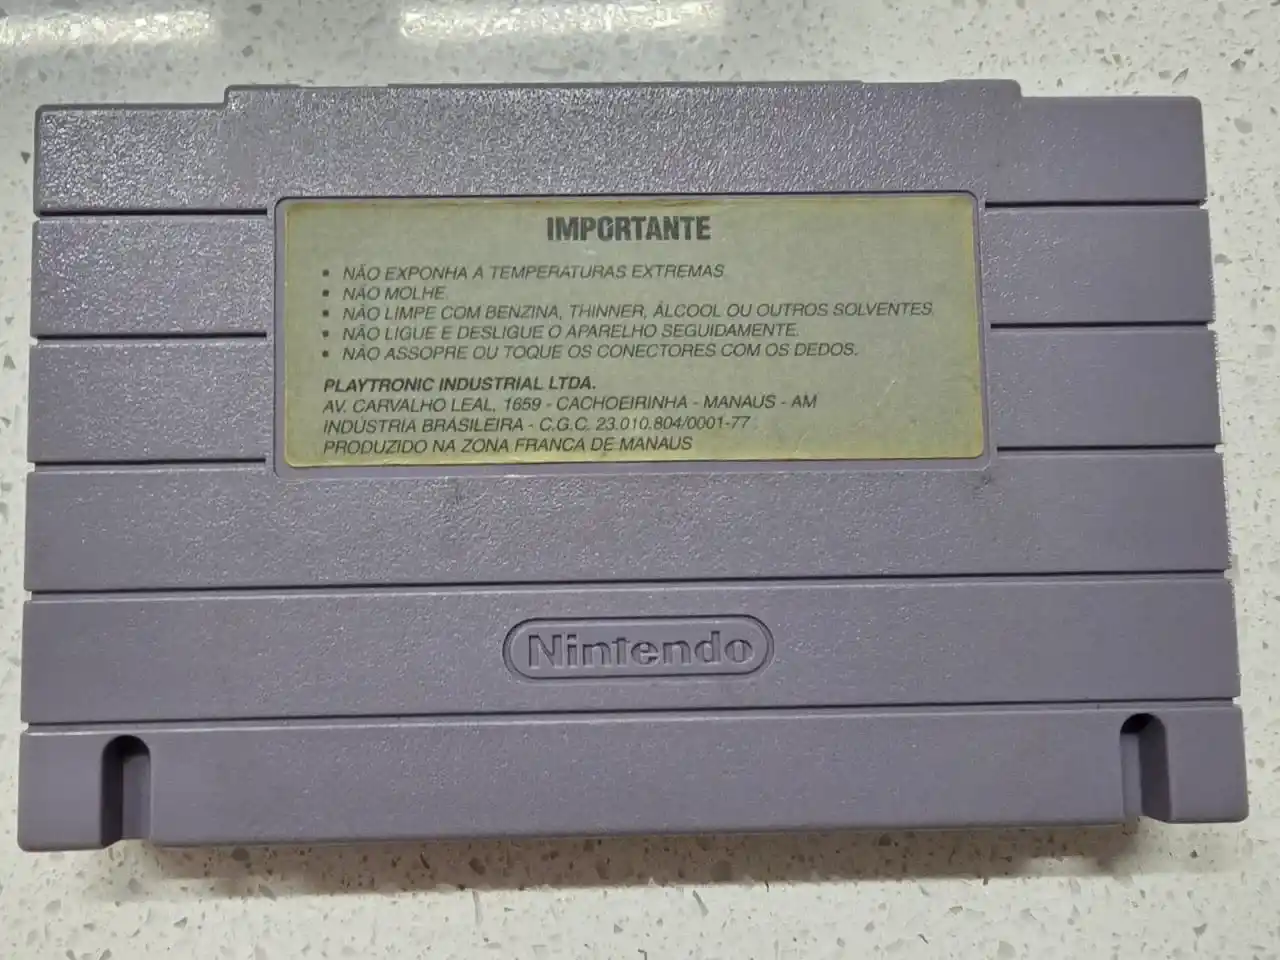 IMPORTANTE
• NÃO EXPONHA A TEMPERATURAS EXTREMAS
• NÃO MOLHE.
• NÃO LIMPE COM BENZINA, THINNER, ÁLCOOL OU OUTROS SOLVENTES
• NÃO LIGUE E DESLIGUE O APARELHO SEGUIDAMENTE.
• NÃO ASSOPRE OU TOQUE OS CONECTORES COM OS DEDOS.
PLAYTRONIC INDUSTRIAL LTDA.
AV. CARVALHO LEAL, 1659 - CACHOEIRINHA - MANAUS - AM
INDÚSTRIA BRASILEIRA - C.G.C. 23.010.804/0001-77
PRODUZIDO NA ZONA FRANCA DE MANAUS
Nintendo